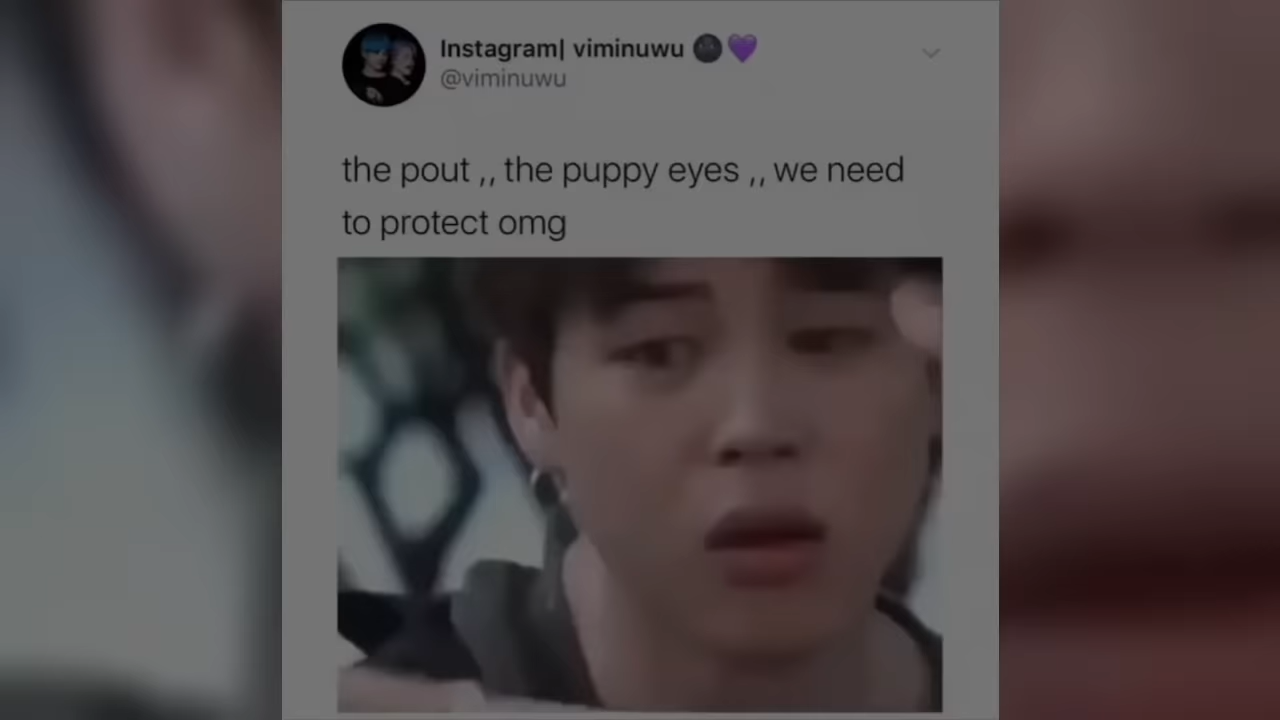 Instagram| viminuwu 🌚💜
@viminuwu
the pout ,, the puppy eyes ,, we need
to protect omg